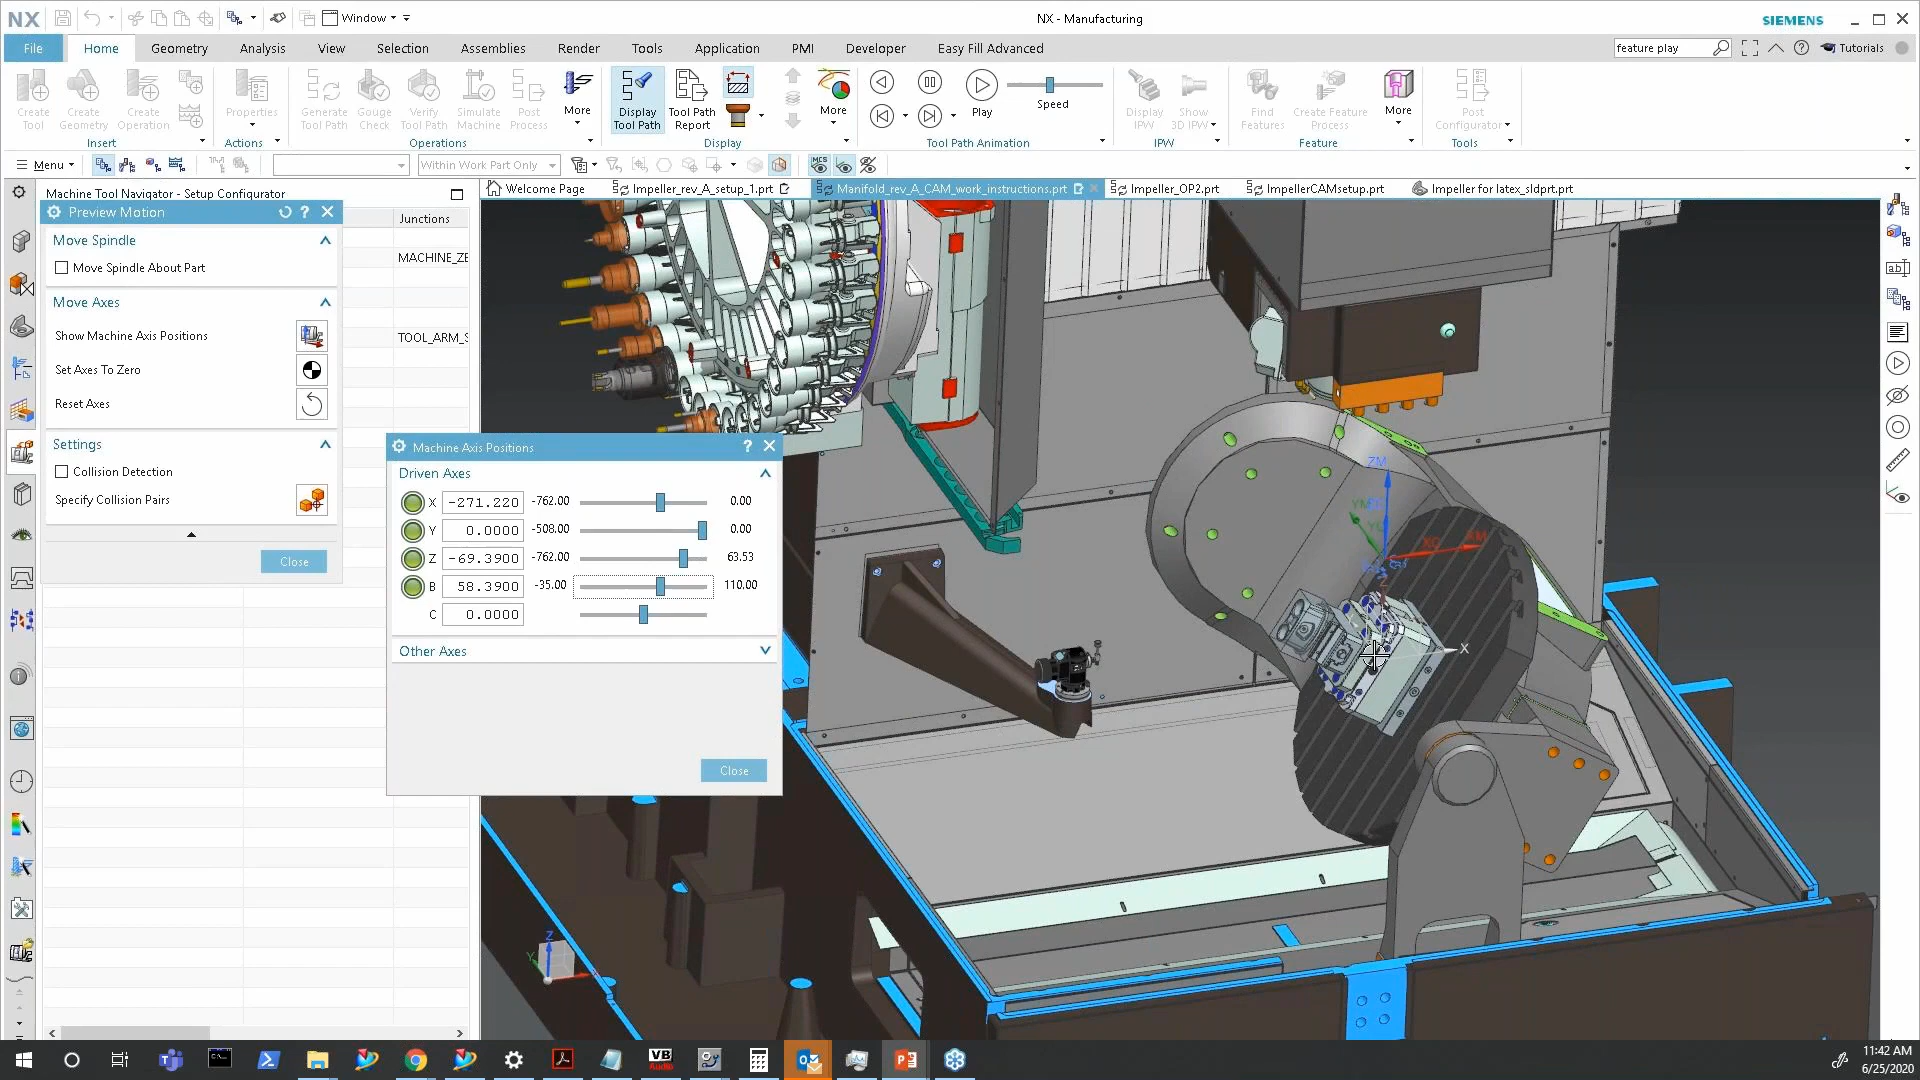 NX Window NX - Manufacturing SIEMENS
File Home Geometry Analysis View Selection Assemblies Render Tools Application PMI Developer Easy Fill Advanced feature play Tutorials
Create Tool
Create Geometry
Create Operation
Properties
Generate Tool Path
Gouge Check
Verify Tool Path
Simulate Machine
Post Process
More
Display Tool Path
Tool Path Report
More
Play
Speed
Display IPW
Show 3D IPW
Find Features
Create Feature Process
More
Post Configurator
Insert Actions Operations Display Tool Path Animation IPW Feature Tools
Menu Within Work Part Only MCS
Machine Tool Navigator - Setup Configurator
Welcome Page Impeller_rev_A_setup_1.prt Manifold_rev_A_CAM_work_instructions.prt Impeller_OP2.prt ImpellerCAMsetup.prt Impeller for latex_sldprt.prt
Preview Motion
Junctions
Move Spindle
MACHINE_ZE
Move Spindle About Part
Move Axes
Show Machine Axis Positions
TOOL_ARM_S
Set Axes To Zero
Reset Axes
Settings
Collision Detection
Specify Collision Pairs
Close
Machine Axis Positions
Driven Axes
X -271.220 -762.00 0.00
Y 0.0000 -508.00 0.00
Z -69.3900 -762.00 63.53
B 58.3900 -35.00 110.00
C 0.0000
Other Axes
Close
ZM
YM
YC
XC
XM
X
Z
Y
VB
11:42 AM
6/25/2020